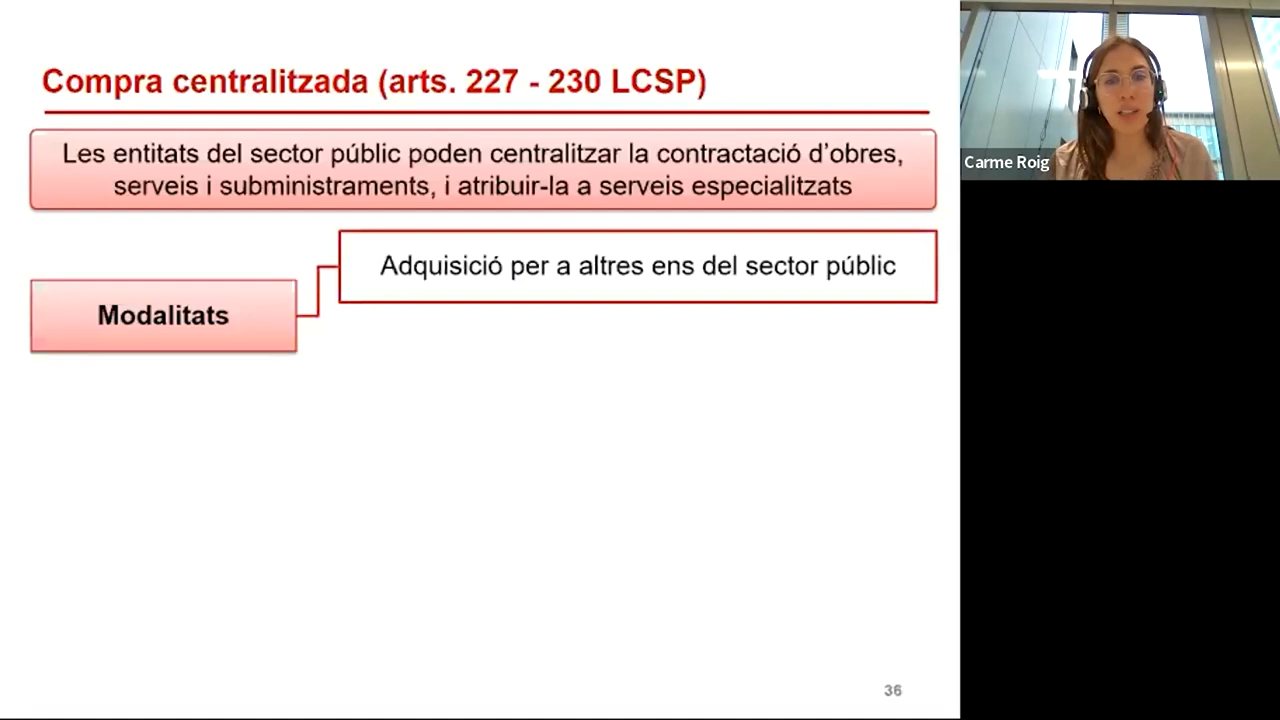 Compra centralitzada (arts. 227 - 230 LCSP)
Les entitats del sector públic poden centralitzar la contractació d’obres,
serveis i subministraments, i atribuir-la a serveis especialitzats
Adquisició per a altres ens del sector públic
Modalitats
36
Carme Roig